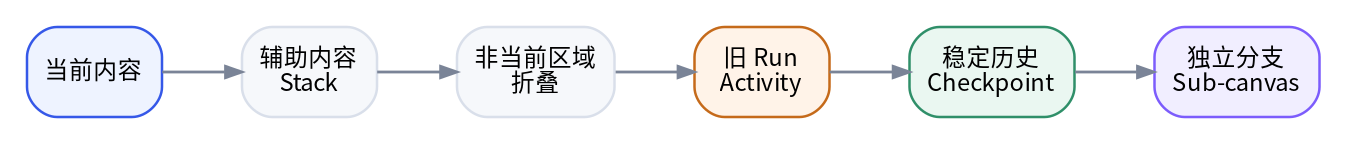 当前内容
辅助内容
Stack
非当前区域
折叠
旧 Run
Activity
稳定历史
Checkpoint
独立分支
Sub-canvas